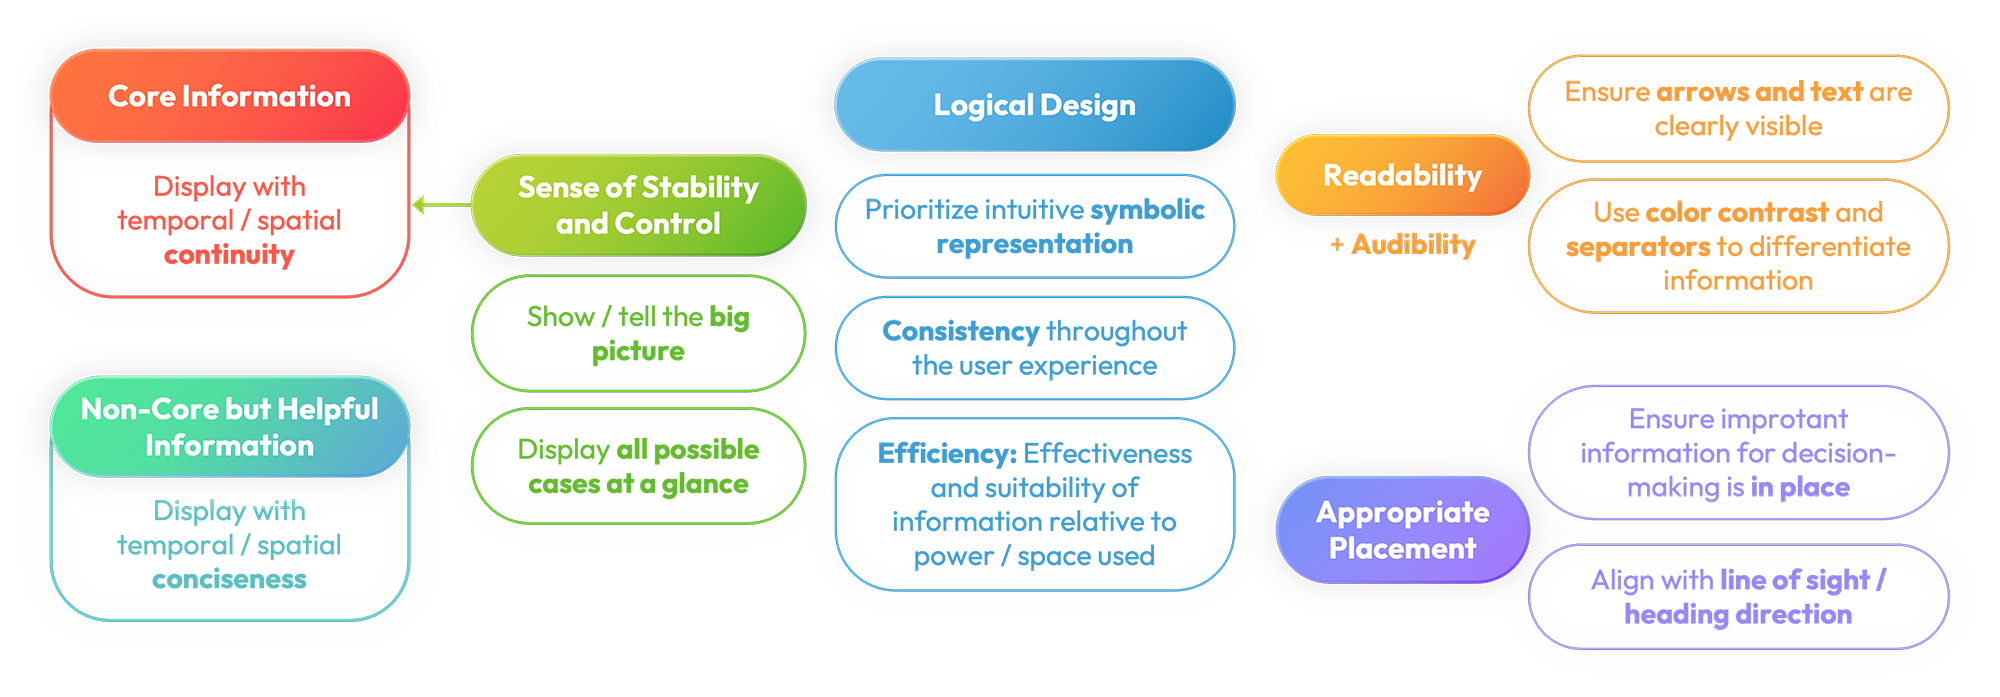 Core Information
Display with
temporal / spatial
continuity
Non-Core but Helpful
Information
Display with
temporal / spatial
conciseness
Sense of Stability
and Control
Show / tell the big
picture
Display all possible
cases at a glance
Logical Design
Prioritize intuitive symbolic
representation
Consistency throughout
the user experience
Efficiency: Effectiveness
and suitability of
information relative to
power / space used
Readability
+ Audibility
Ensure arrows and text are
clearly visible
Use color contrast and
separators to differentiate
information
Appropriate
Placement
Ensure improtant
information for decision-
making is in place
Align with line of sight /
heading direction